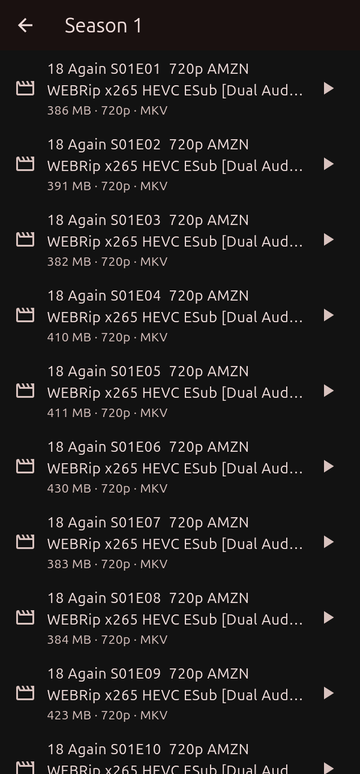 Season 1
18 Again S01E01 720p AMZN
WEBRip x265 HEVC ESub [Dual Aud...
386 MB · 720p · MKV
18 Again S01E02 720p AMZN
WEBRip x265 HEVC ESub [Dual Aud...
391 MB · 720p · MKV
18 Again S01E03 720p AMZN
WEBRip x265 HEVC ESub [Dual Aud...
382 MB · 720p · MKV
18 Again S01E04 720p AMZN
WEBRip x265 HEVC ESub [Dual Aud...
410 MB · 720p · MKV
18 Again S01E05 720p AMZN
WEBRip x265 HEVC ESub [Dual Aud...
411 MB · 720p · MKV
18 Again S01E06 720p AMZN
WEBRip x265 HEVC ESub [Dual Aud...
430 MB · 720p · MKV
18 Again S01E07 720p AMZN
WEBRip x265 HEVC ESub [Dual Aud...
383 MB · 720p · MKV
18 Again S01E08 720p AMZN
WEBRip x265 HEVC ESub [Dual Aud...
384 MB · 720p · MKV
18 Again S01E09 720p AMZN
WEBRip x265 HEVC ESub [Dual Aud...
423 MB · 720p · MKV
18 Again S01E10 720p AMZN
WEBRip x265 HEVC ESub [Dual Aud...